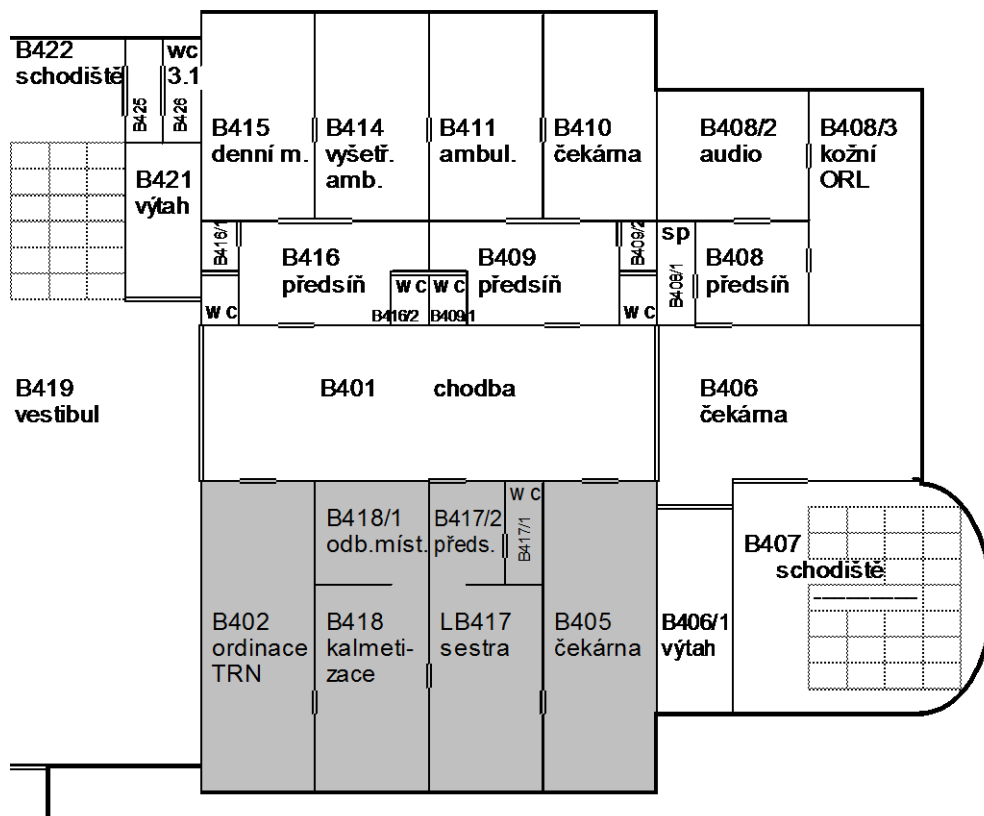 B422
schodiště
wc
3.1
B425
B426
B415
denní m.
B414
vyšetř.
amb.
B411
ambul.
B410
čekárna
B408/2
audio
B408/3
kožní
ORL
B421
výtah
B416/1
B416
předsíň
B409
předsíň
B409/2
sp
B408/1
B408
předsíň
w c
w c
w c
w c
B416/2
B409/1
B419
vestibul
B401 chodba
B406
čekárna
B418/1
odb.míst.
B417/2
předs.
w c
B417/1
B407
schodiště
B402
ordinace
TRN
B418
kalmeti-
zace
LB417
sestra
B405
čekárna
B406/1
výtah